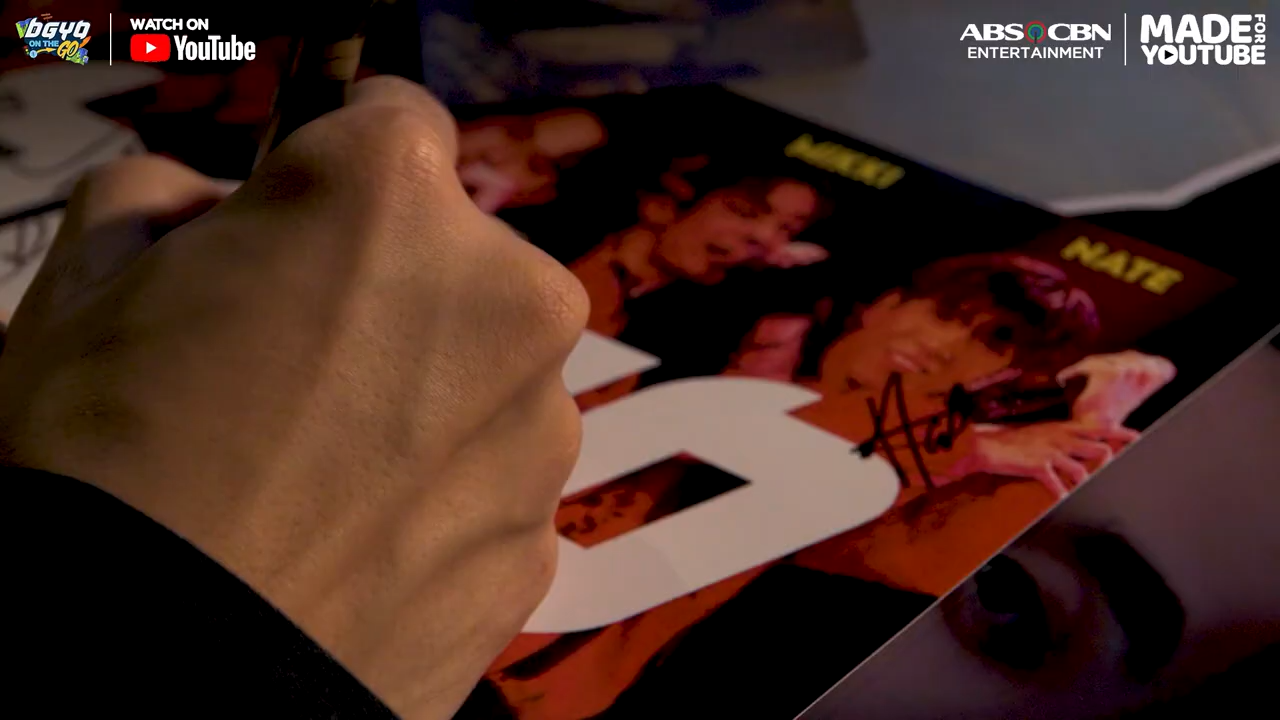 BGYO
ON THE
GO
WATCH ON
YouTube
ABS CBN
ENTERTAINMENT
MADE
FOR
YOUTUBE
MIKKI
NATE